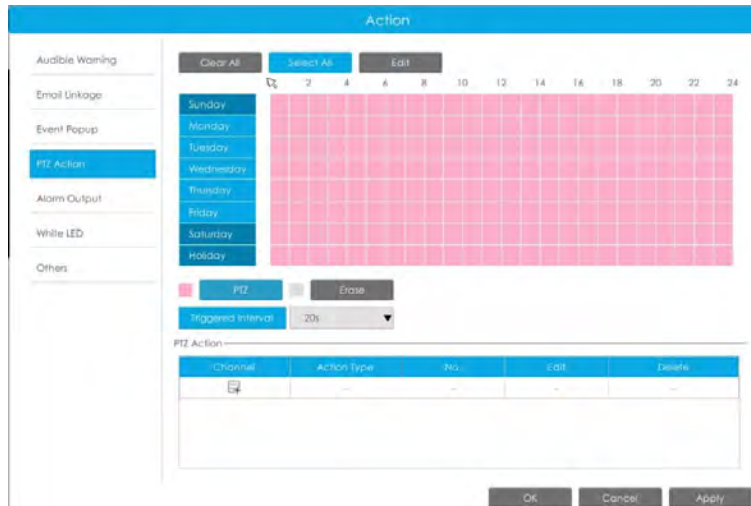 Action
Audible Warning
Email Linkage
Event Popup
PTZ Action
Alarm Output
White LED
Others
Clear All Select All Edit
2 4 6 8 10 12 14 16 18 20 22 24
Sunday
Monday
Tuesday
Wednesday
Thursday
Friday
Saturday
Holiday
PTZ Erase
Triggered Interval 20s
PTZ Action
Channel Action Type No. Edit Delete
-- -- -- --
OK Cancel Apply